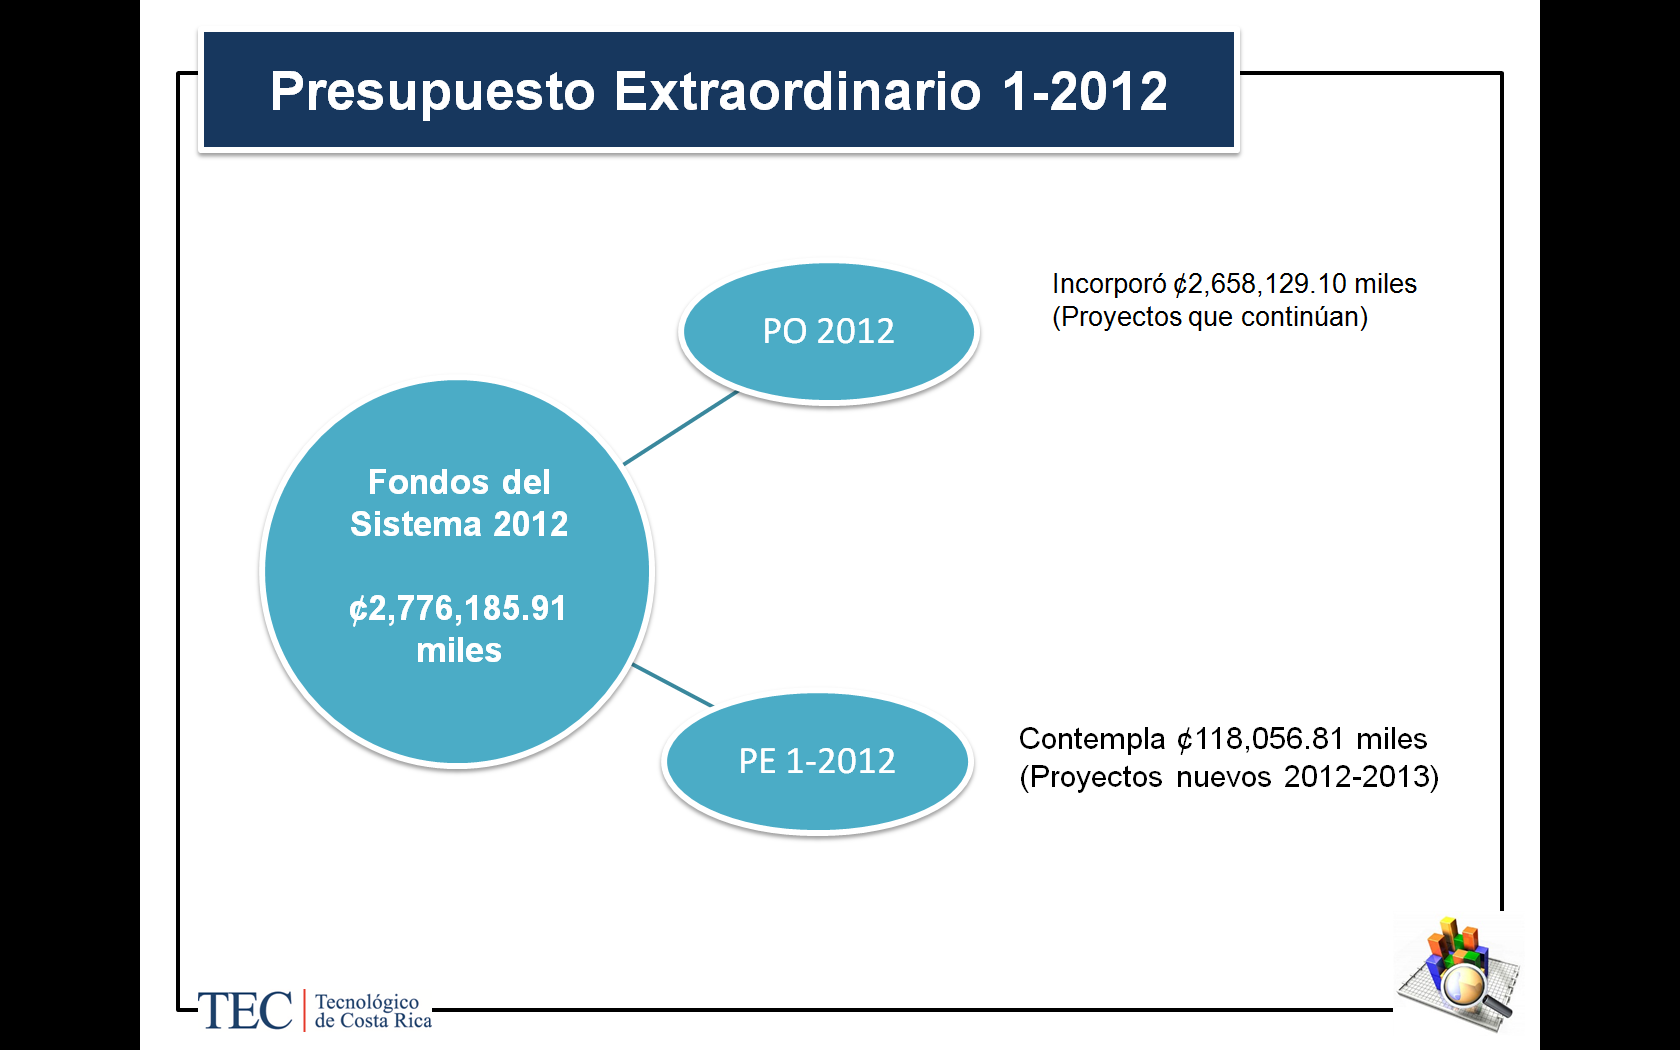 Presupuesto Extraordinario 1-2012
PO 2012
Incorporó ¢2,658,129.10 miles
(Proyectos que continúan)
Fondos del
Sistema 2012
¢2,776,185.91
miles
PE 1-2012
Contempla ¢118,056.81 miles
(Proyectos nuevos 2012-2013)
TEC
Tecnológico
de Costa Rica